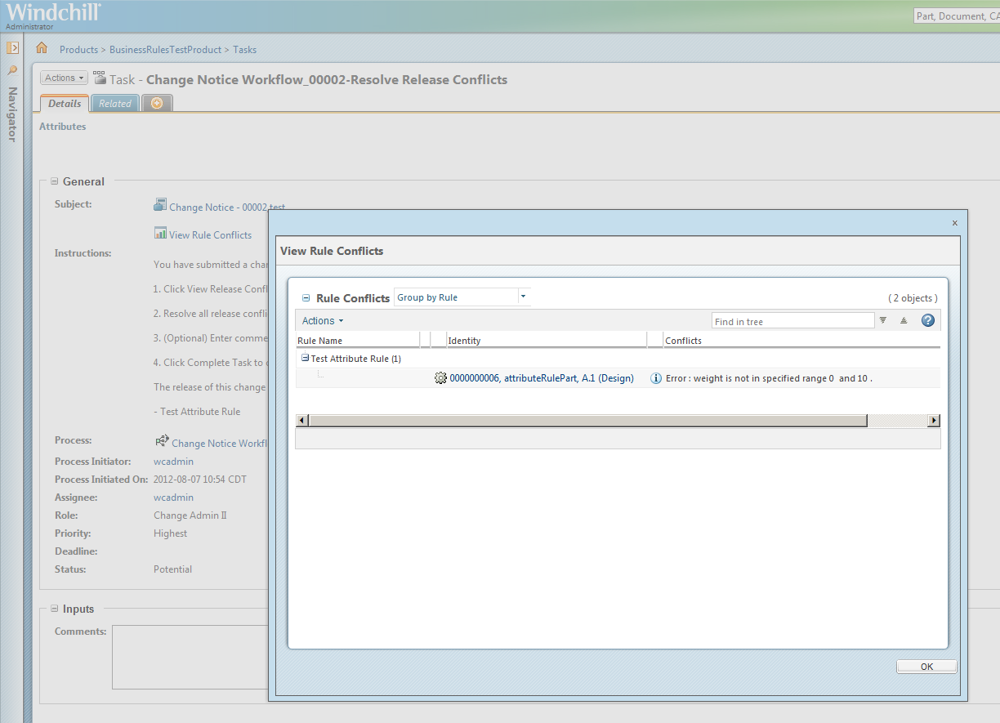 Windchill
Administrator
Part, Document, CA
Navigator
Products > BusinessRulesTestProduct > Tasks
Actions
Task - Change Notice Workflow_00002-Resolve Release Conflicts
Details
Related
Attributes
General
Subject:
Change Notice - 00002, test
View Rule Conflicts
Instructions:
You have submitted a chan
1. Click View Release Confl
2. Resolve all release confli
3. (Optional) Enter comme
4. Click Complete Task to c
The release of this change
- Test Attribute Rule
Process:
Change Notice Workfl
Process Initiator:
wcadmin
Process Initiated On:
2012-08-07 10:54 CDT
Assignee:
wcadmin
Role:
Change Admin II
Priority:
Highest
Deadline:
Status:
Potential
Inputs
Comments:
x
View Rule Conflicts
Rule Conflicts
Group by Rule
( 2 objects )
Actions
Find in tree
?
Rule Name
Identity
Conflicts
Test Attribute Rule (1)
0000000006, attributeRulePart, A.1 (Design)
Error : weight is not in specified range 0 and 10 .
OK